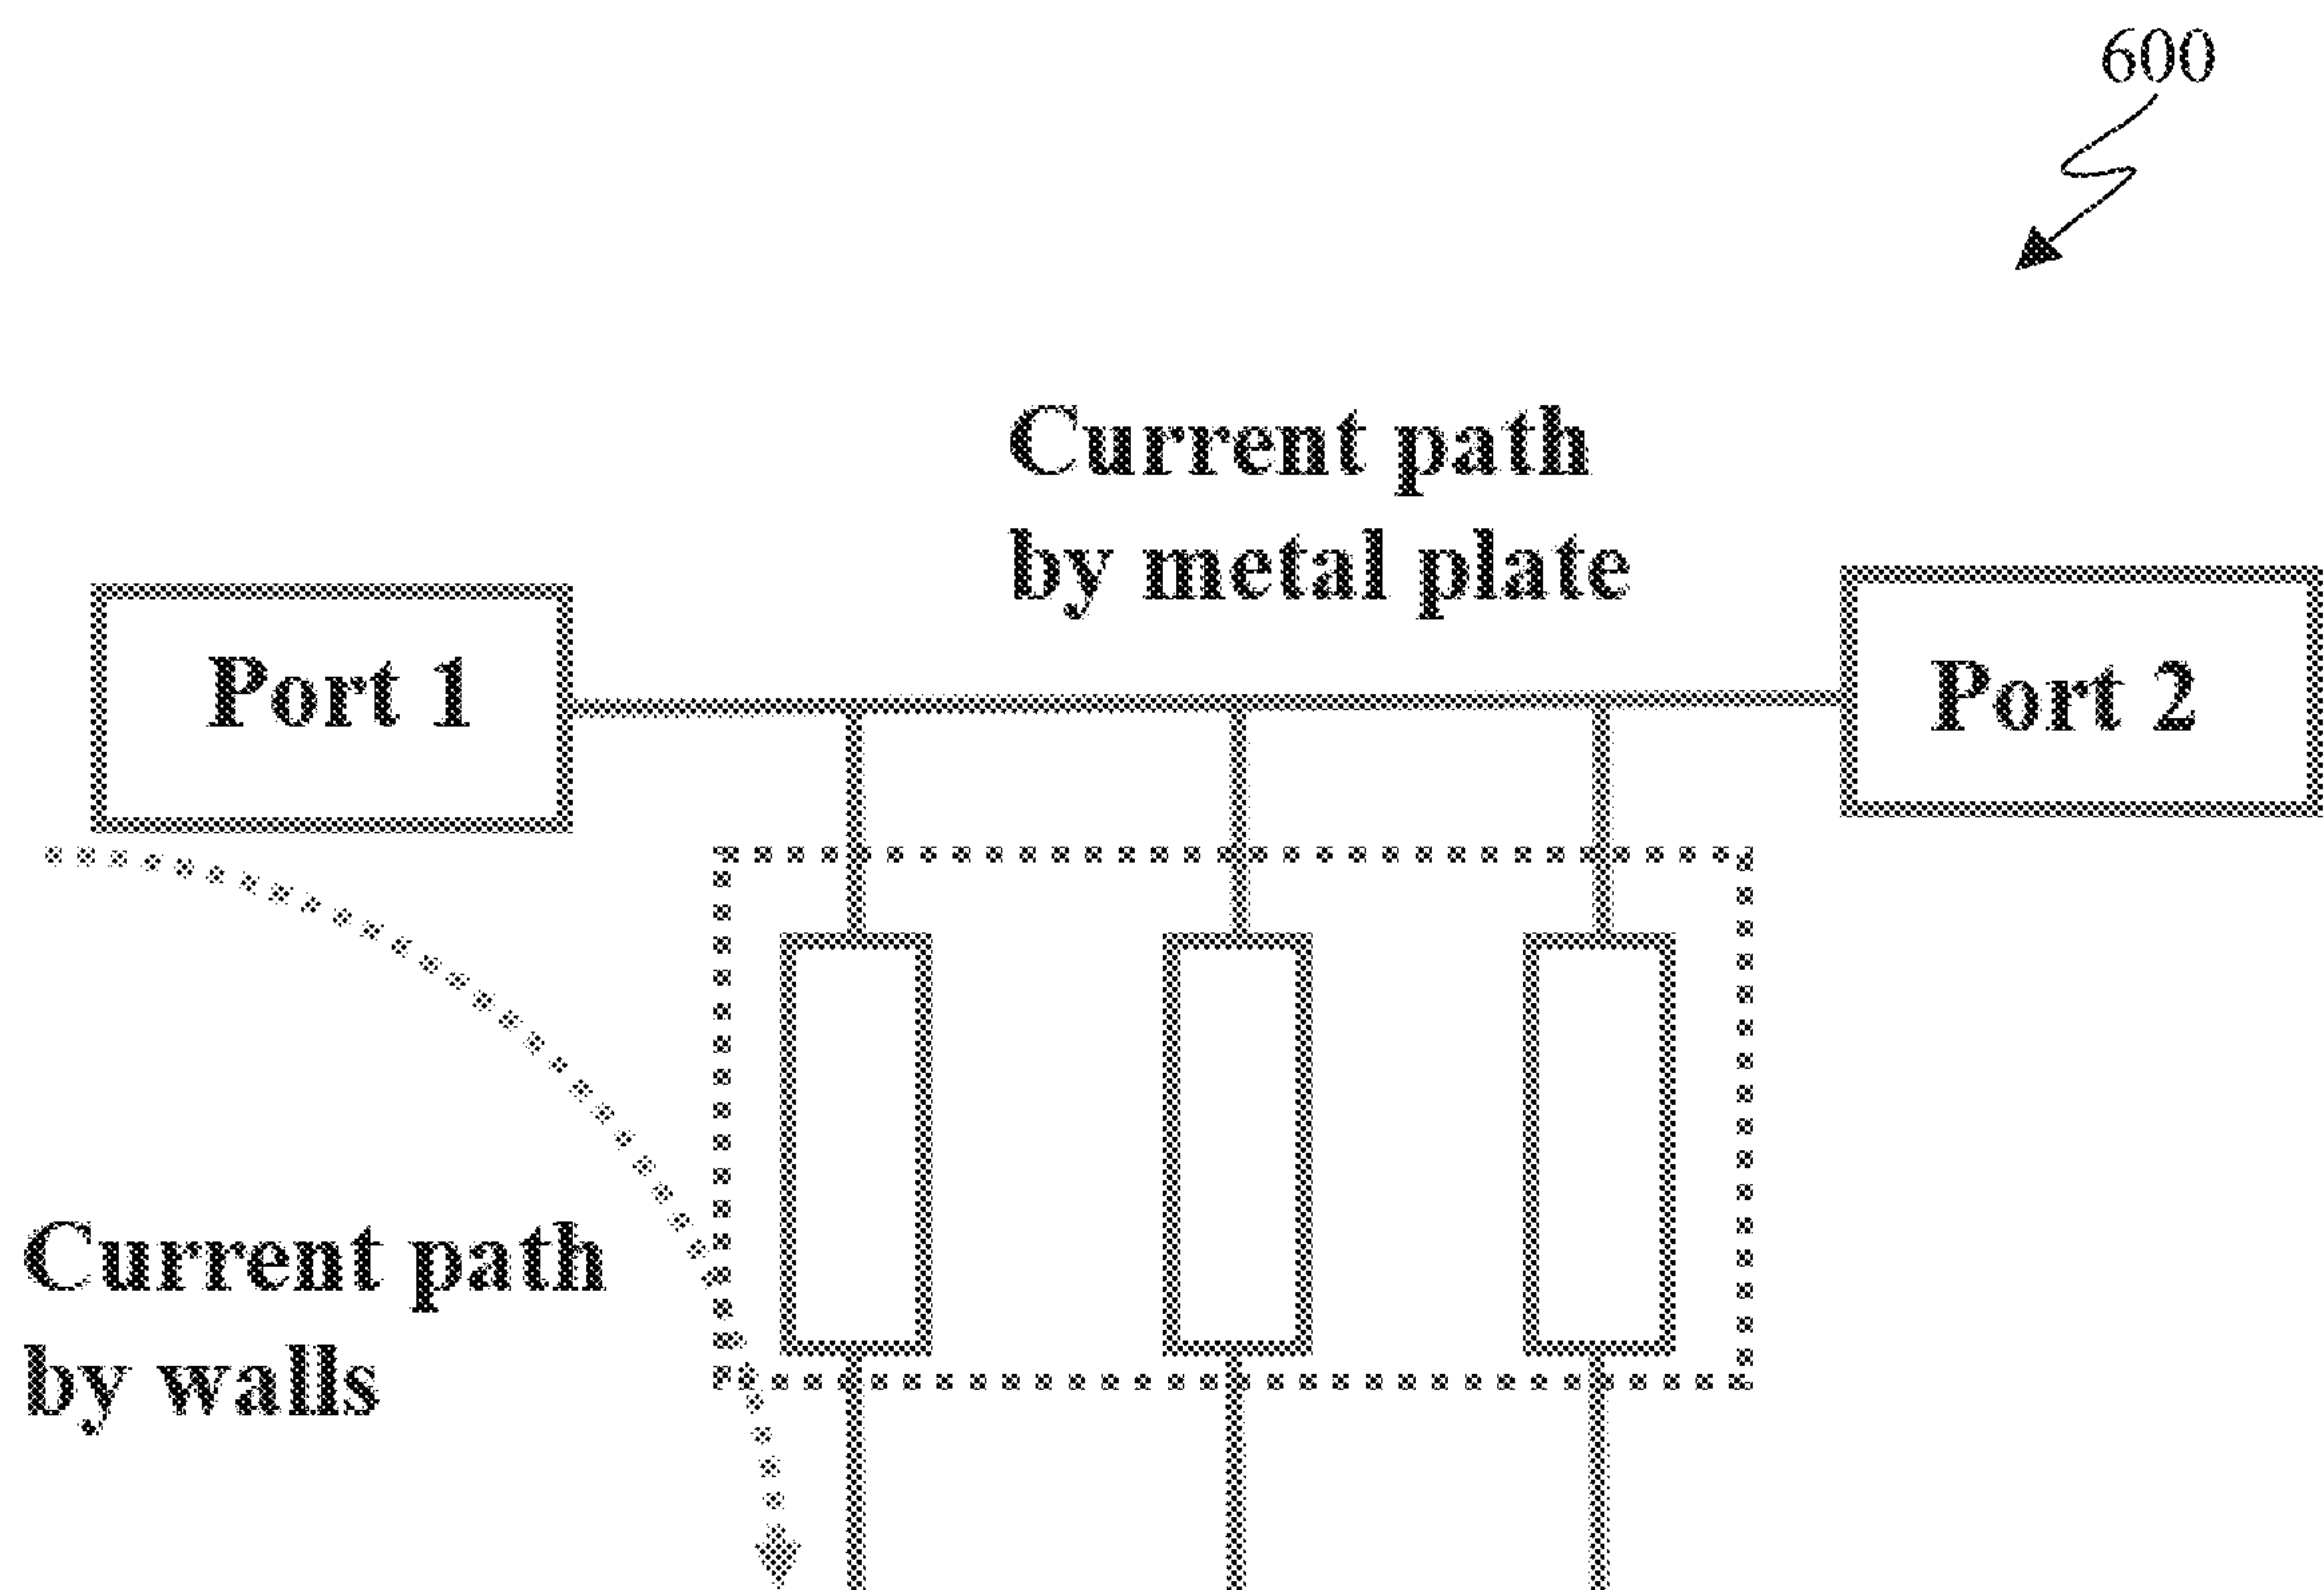 600
Current path
by metal plate
Port 1
Port 2
Current path
by walls